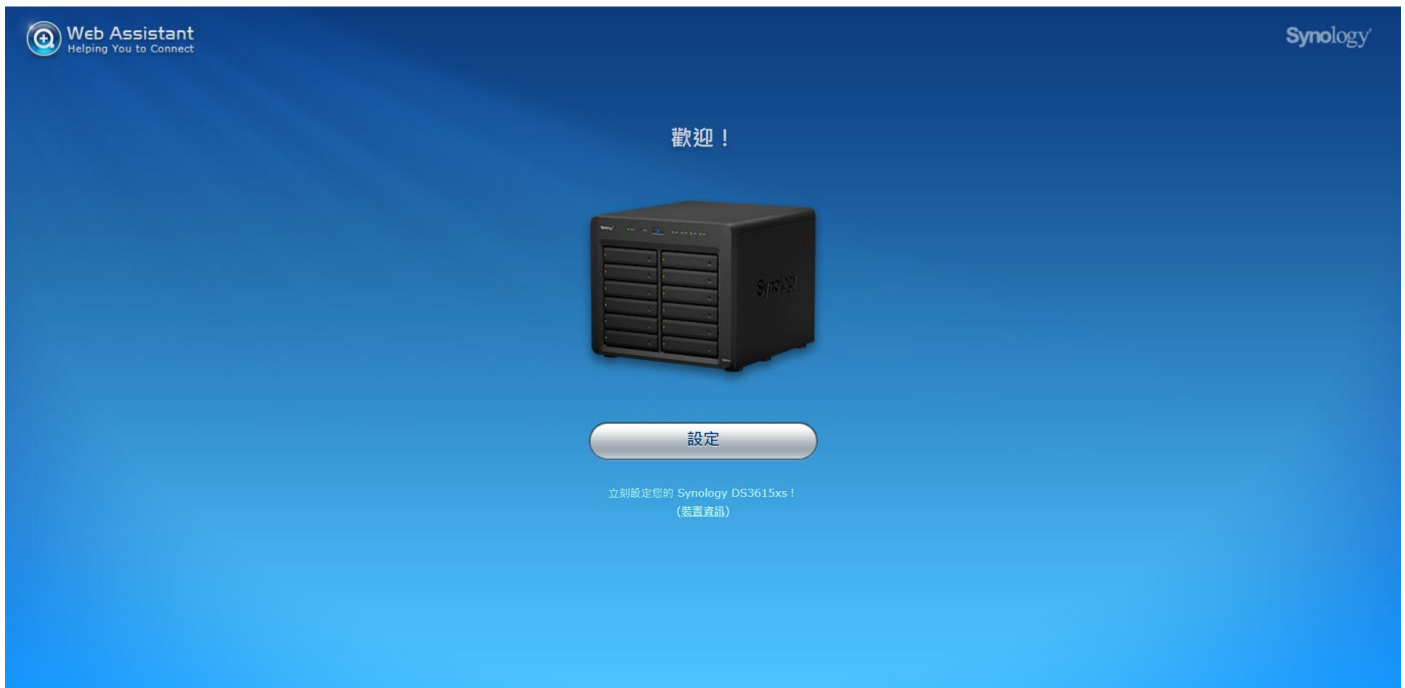 Web Assistant
Helping You to Connect
Synology
歡迎！
Synology
設定
立刻設定您的 Synology DS3615xs！
(裝置資訊)